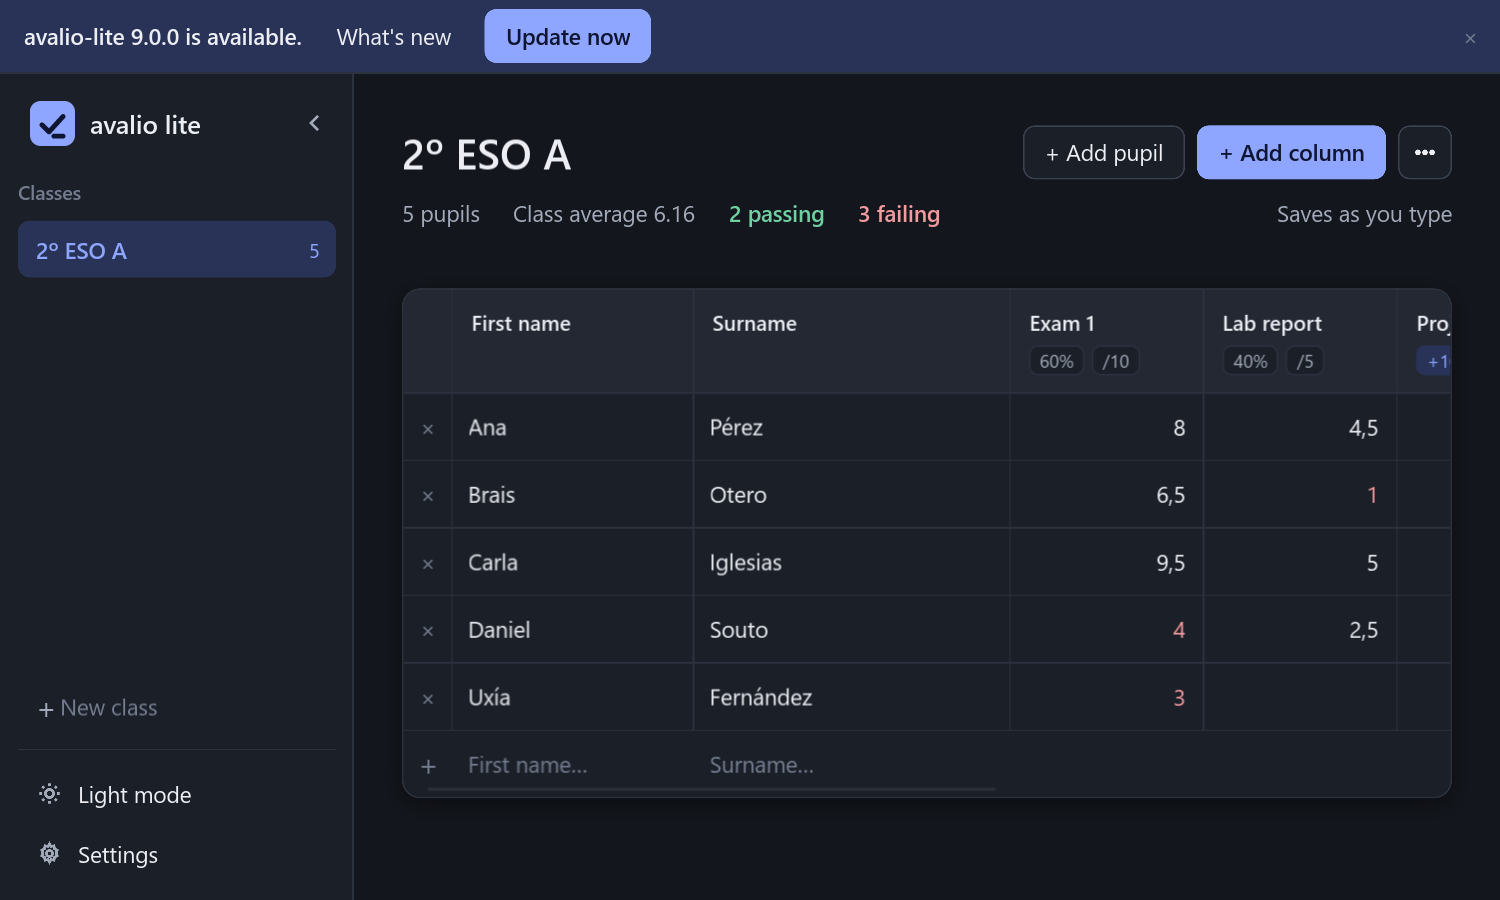 avalio-lite 9.0.0 is available. What's new Update now ×
avalio lite
Classes
2º ESO A 5
+ New class
Light mode
Settings
2º ESO A
+ Add pupil + Add column •••
5 pupils Class average 6.16 2 passing 3 failing Saves as you type
First name Surname Exam 1 Lab report
60% /10 40% /5
× Ana Pérez 8 4,5
× Brais Otero 6,5 1
× Carla Iglesias 9,5 5
× Daniel Souto 4 2,5
× Uxía Fernández 3
+ First name... Surname...